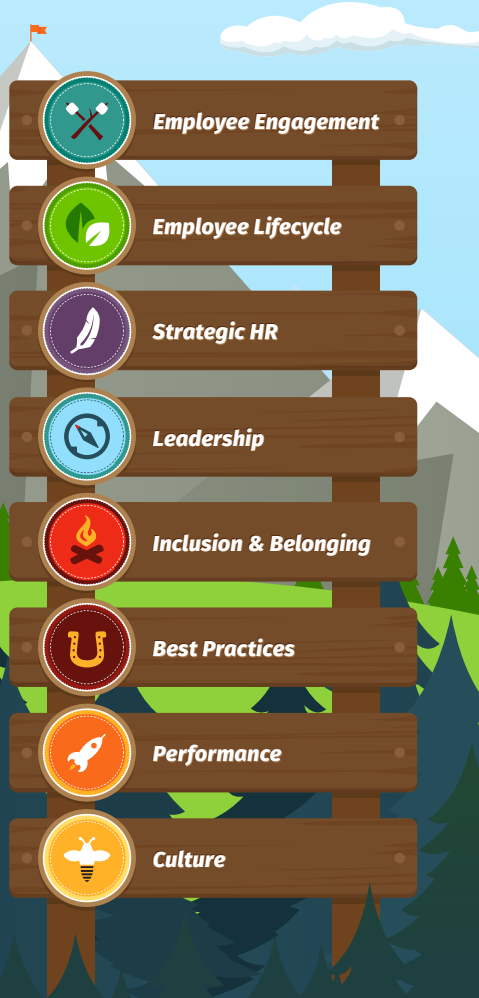 Employee Engagement
Employee Lifecycle
Strategic HR
Leadership
Inclusion & Belonging
Best Practices
Performance
Culture